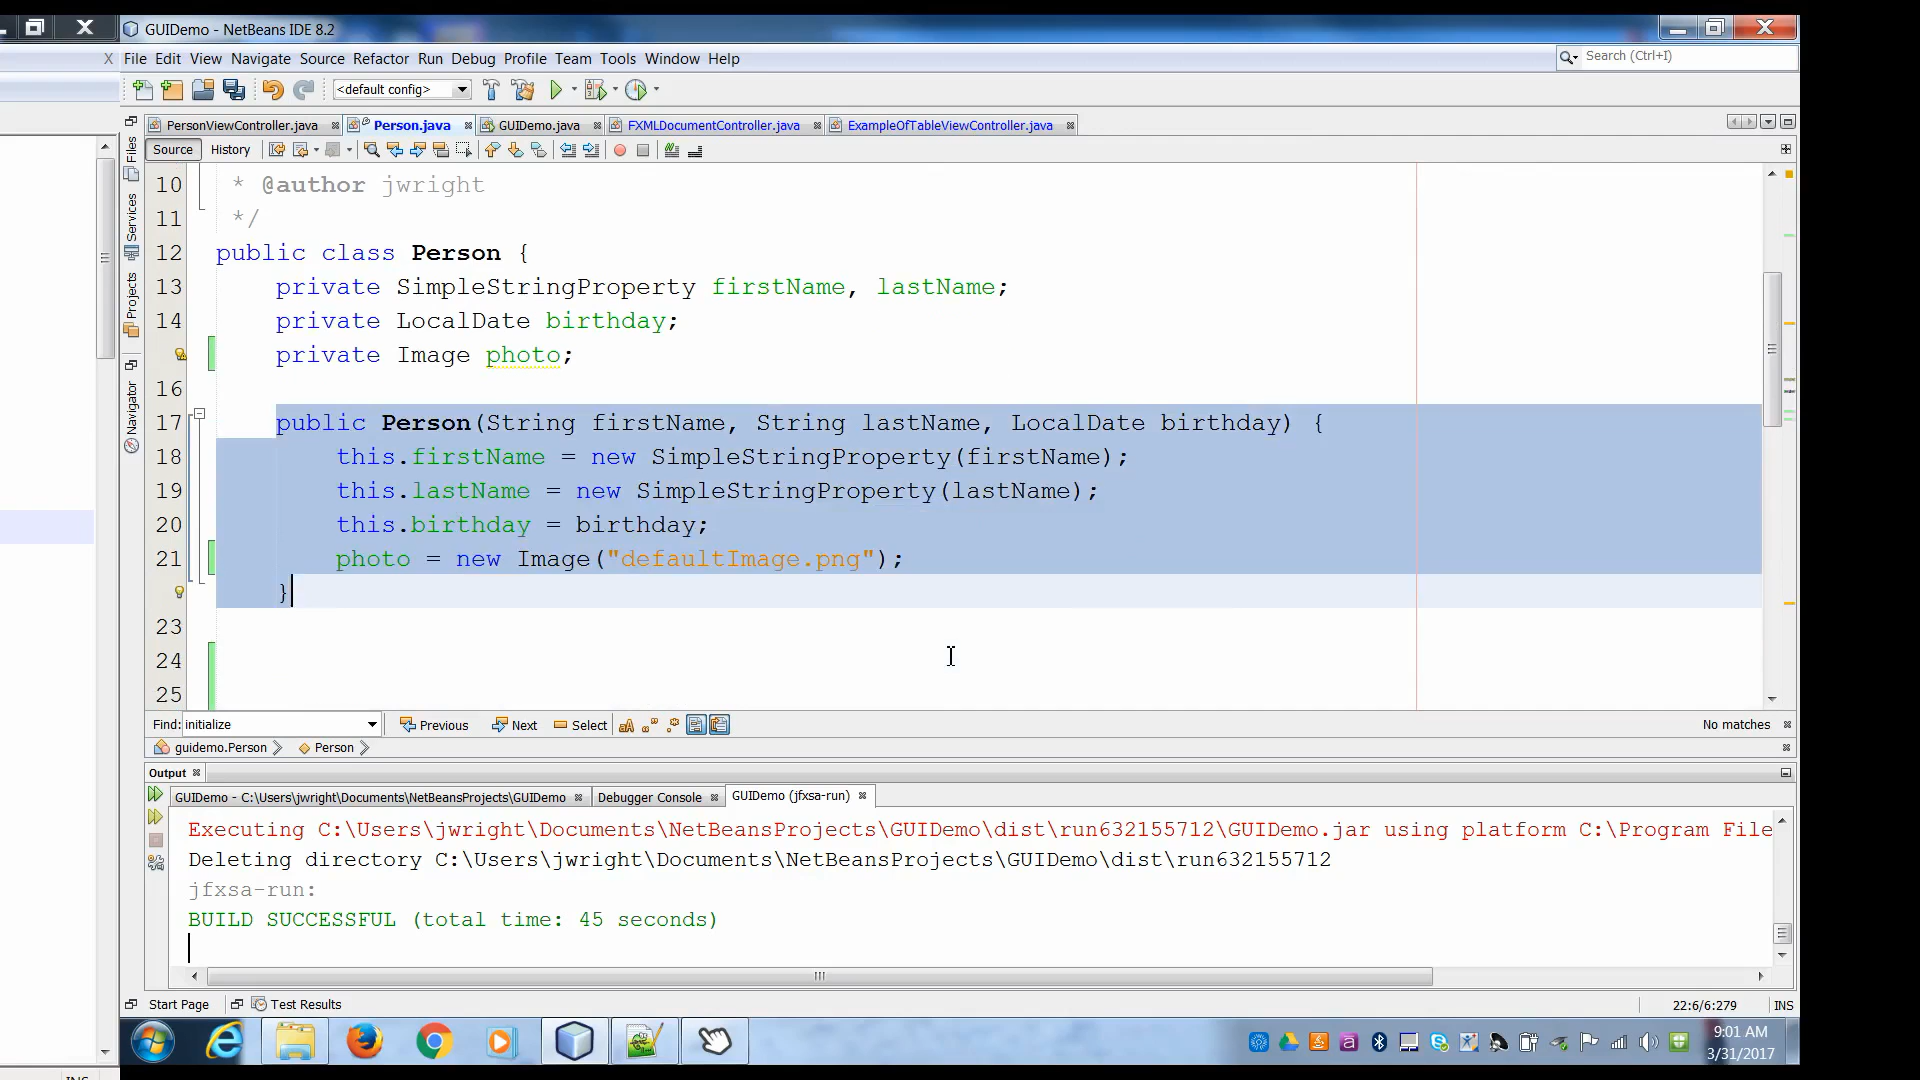 GUIDemo - NetBeans IDE 8.2
X File Edit View Navigate Source Refactor Run Debug Profile Team Tools Window Help
Search (Ctrl+I)
<default config>
PersonViewController.java Person.java GUIDemo.java FXMLDocumentController.java ExampleOfTableViewController.java
Source History
Files
Services
Projects
Navigator
10 * @author jwright
11 */
12 public class Person {
13 private SimpleStringProperty firstName, lastName;
14 private LocalDate birthday;
private Image photo;
16
17 public Person(String firstName, String lastName, LocalDate birthday) {
18 this.firstName = new SimpleStringProperty(firstName);
19 this.lastName = new SimpleStringProperty(lastName);
20 this.birthday = birthday;
21 photo = new Image("defaultImage.png");
}
23
24
25
Find: initialize Previous Next Select No matches
guidemo.Person Person
Output
GUIDemo - C:\Users\jwright\Documents\NetBeansProjects\GUIDemo Debugger Console GUIDemo (jfxsa-run)
Executing C:\Users\jwright\Documents\NetBeansProjects\GUIDemo\dist\run632155712\GUIDemo.jar using platform C:\Program File
Deleting directory C:\Users\jwright\Documents\NetBeansProjects\GUIDemo\dist\run632155712
jfxsa-run:
BUILD SUCCESSFUL (total time: 45 seconds)
Start Page Test Results 22:6/6:279 INS
9:01 AM
3/31/2017